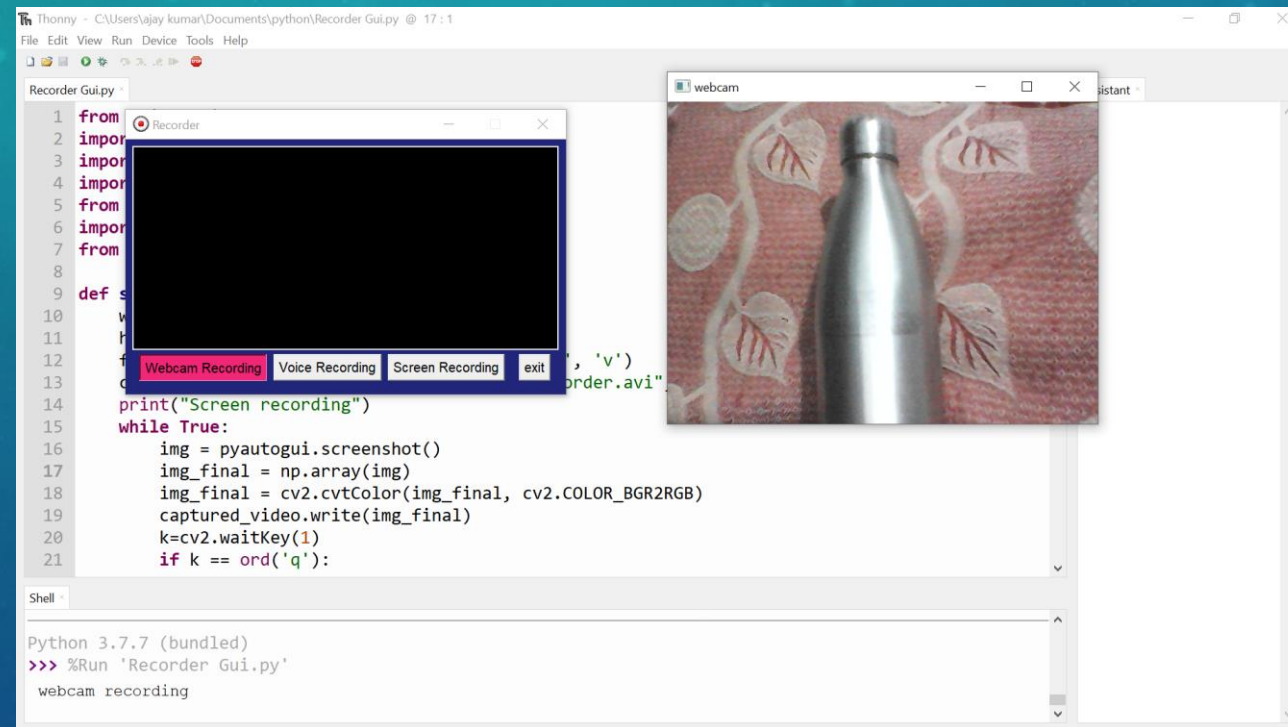 Thonny - C:\Users\ajay kumar\Documents\python\Recorder Gui.py @ 17 : 1
File Edit View Run Device Tools Help
Recorder Gui.py
1 from
2 impor
3 impor
4 impor
5 from
6 impor
7 from
8
9 def s
10 w
11 h
12 f ', 'v')
13 c order.avi"
14 print("Screen recording")
15 while True:
16 img = pyautogui.screenshot()
17 img_final = np.array(img)
18 img_final = cv2.cvtColor(img_final, cv2.COLOR_BGR2RGB)
19 captured_video.write(img_final)
20 k=cv2.waitKey(1)
21 if k == ord('q'):
Recorder
Webcam Recording Voice Recording Screen Recording exit
webcam
sistant
Shell
Python 3.7.7 (bundled)
>>> %Run 'Recorder Gui.py'
webcam recording